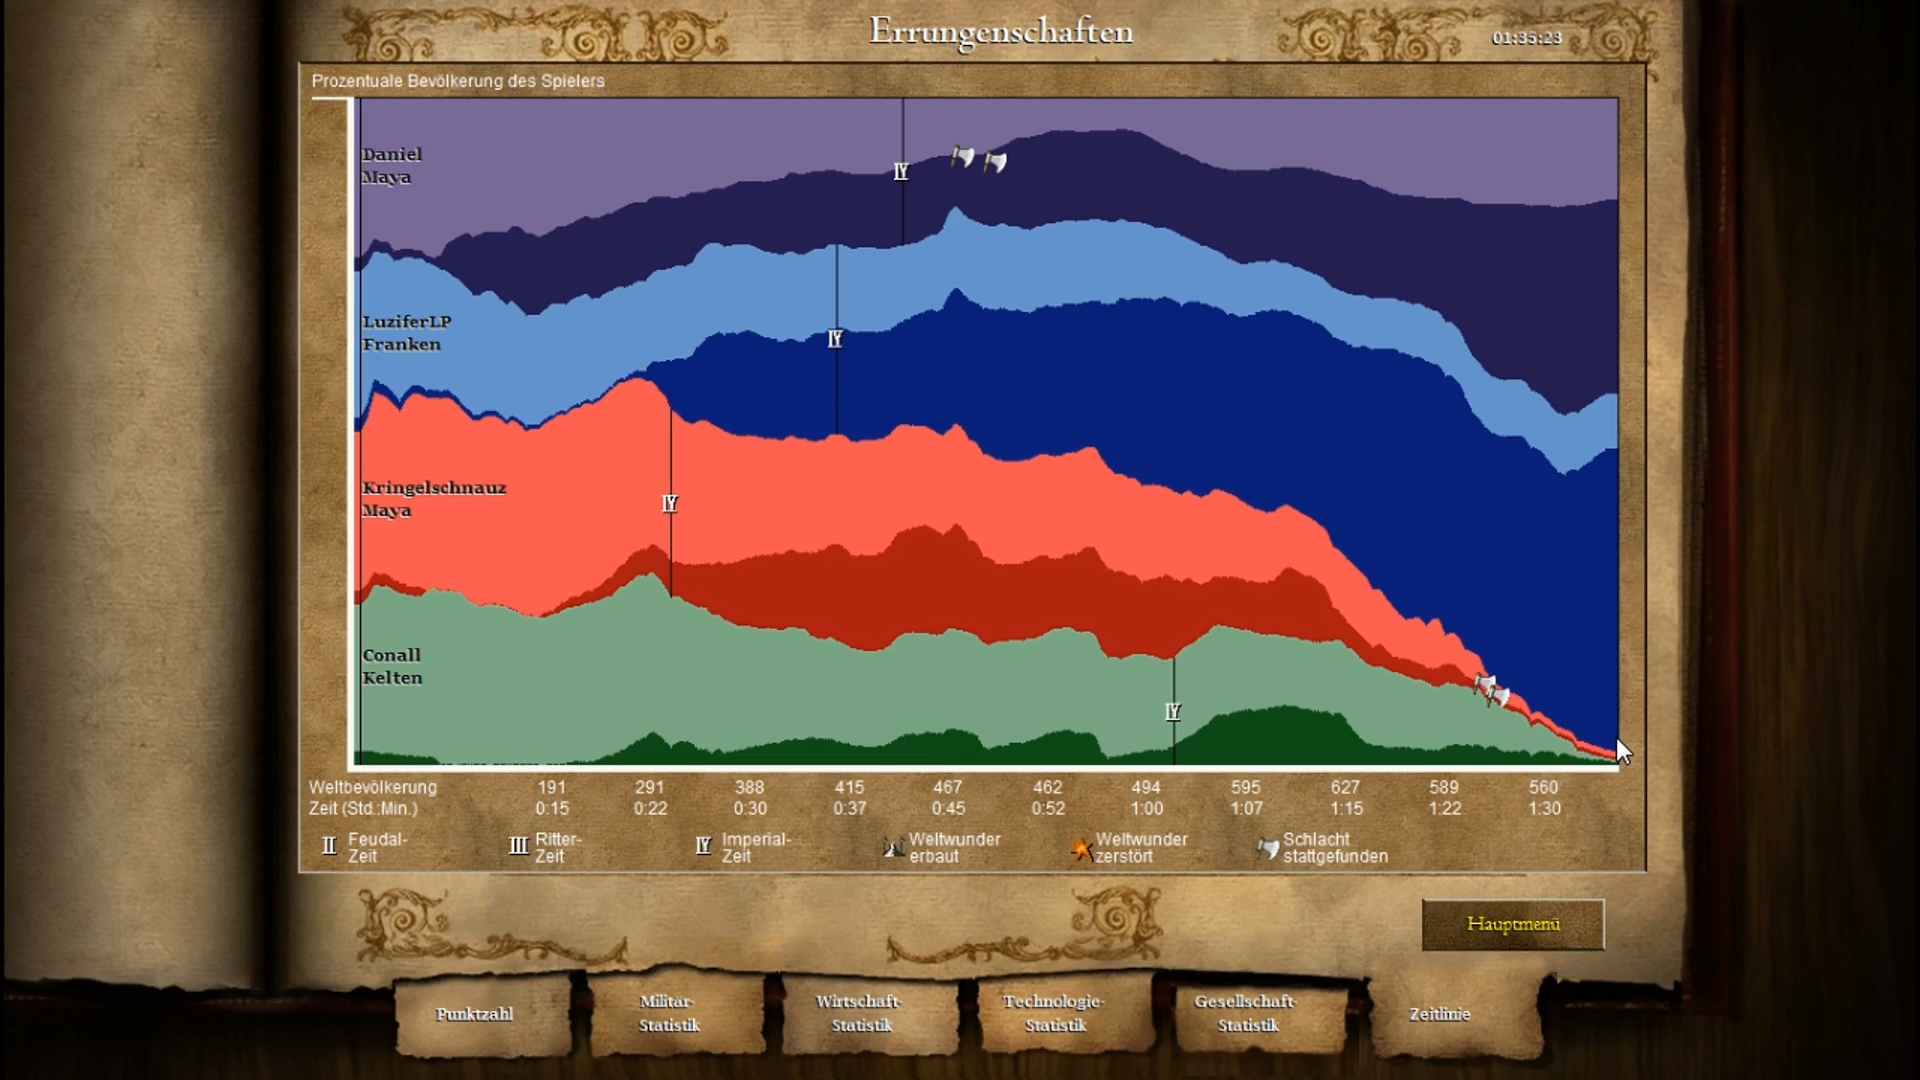 Errungenschaften
01:35:23
Prozentuale Bevölkerung des Spielers
Daniel
Maya
LuziferLP
Franken
Kringelschnauz
Maya
Conall
Kelten
IV
IV
IV
IV
Weltbevölkerung 191 291 388 415 467 462 494 595 627 589 560
Zeit (Std.:Min.) 0:15 0:22 0:30 0:37 0:45 0:52 1:00 1:07 1:15 1:22 1:30
II Feudal-
Zeit
III Ritter-
Zeit
IV Imperial-
Zeit
Weltwunder
erbaut
Weltwunder
zerstört
Schlacht
stattgefunden
Hauptmenü
Punktzahl
Militär-
Statistik
Wirtschaft-
Statistik
Technologie-
Statistik
Gesellschaft-
Statistik
Zeitlinie